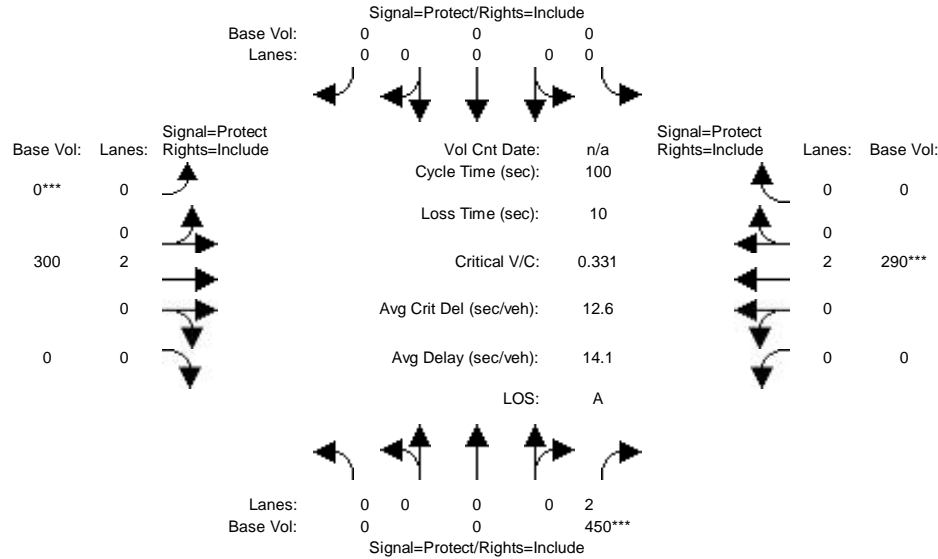 Signal=Protect/Rights=Include
Base Vol: 0 0 0
Lanes: 0 0 0 0 0
Signal=Protect Signal=Protect
Base Vol: Lanes: Rights=Include Vol Cnt Date: n/a Rights=Include Lanes: Base Vol:
Cycle Time (sec): 100
0*** 0 0 0
Loss Time (sec): 10
0 0
300 2 Critical V/C: 0.331 2 290***
0 Avg Crit Del (sec/veh): 12.6 0
0 0 Avg Delay (sec/veh): 14.1 0 0
LOS: A
Lanes: 0 0 0 0 2
Base Vol: 0 0 450***
Signal=Protect/Rights=Include